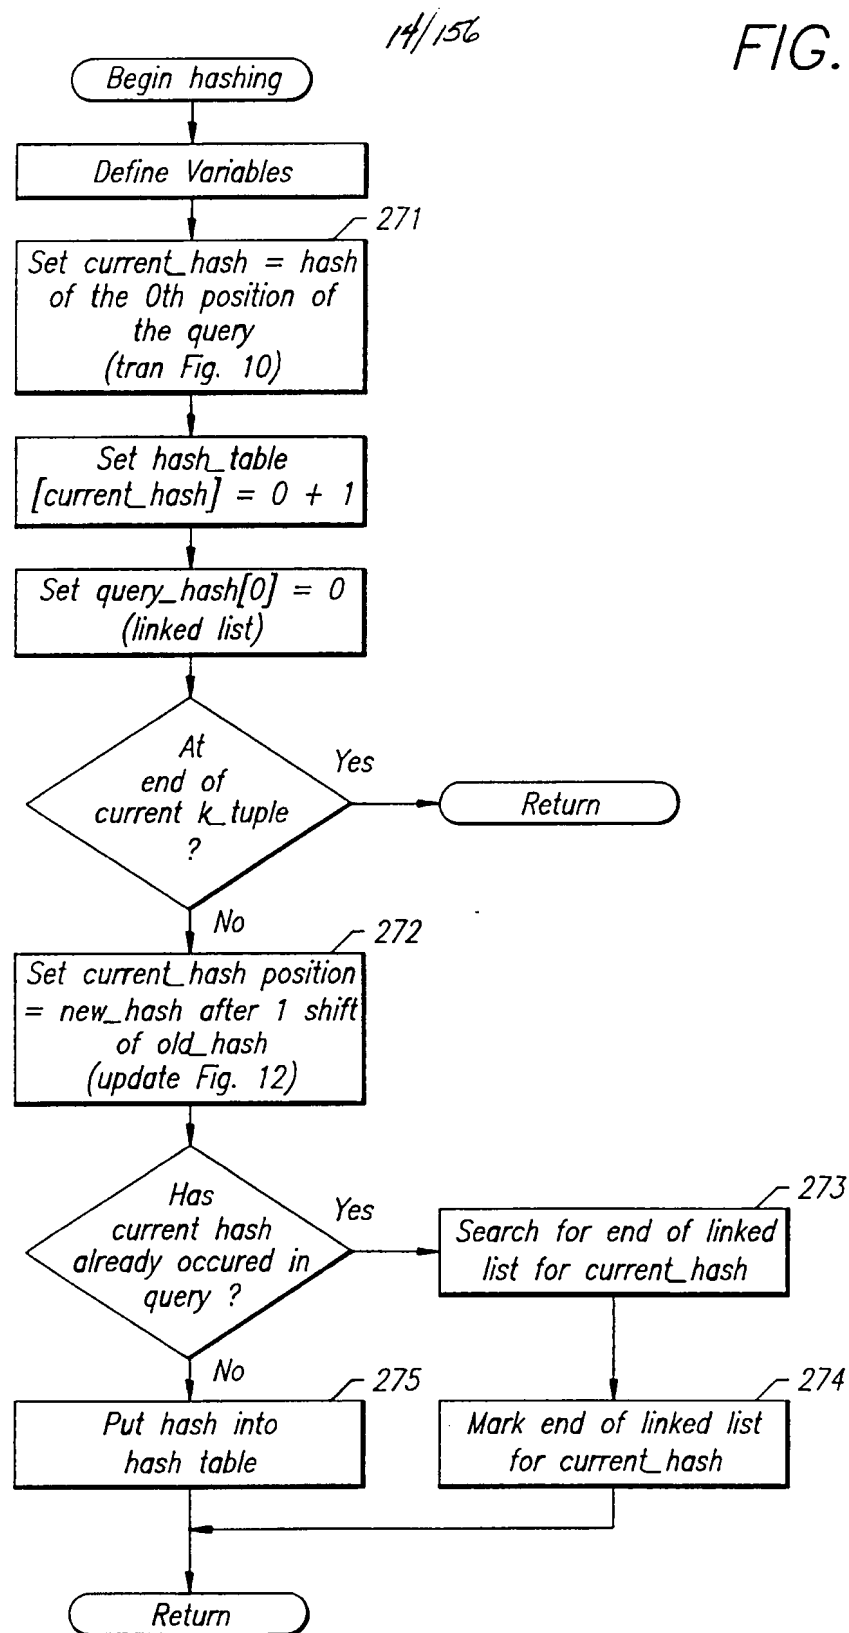 14/156
FIG.
Begin hashing
Define Variables
271
Set current_hash = hash
of the 0th position of
the query
(tran Fig. 10)
Set hash_table
[current_hash] = 0 + 1
Set query_hash[0] = 0
(linked list)
At
end of
current k_tuple
?
Yes
Return
No
272
Set current_hash position
= new_hash after 1 shift
of old_hash
(update Fig. 12)
Has
current hash
already occured in
query ?
Yes
273
Search for end of linked
list for current_hash
No
275
Put hash into
hash table
274
Mark end of linked list
for current_hash
Return